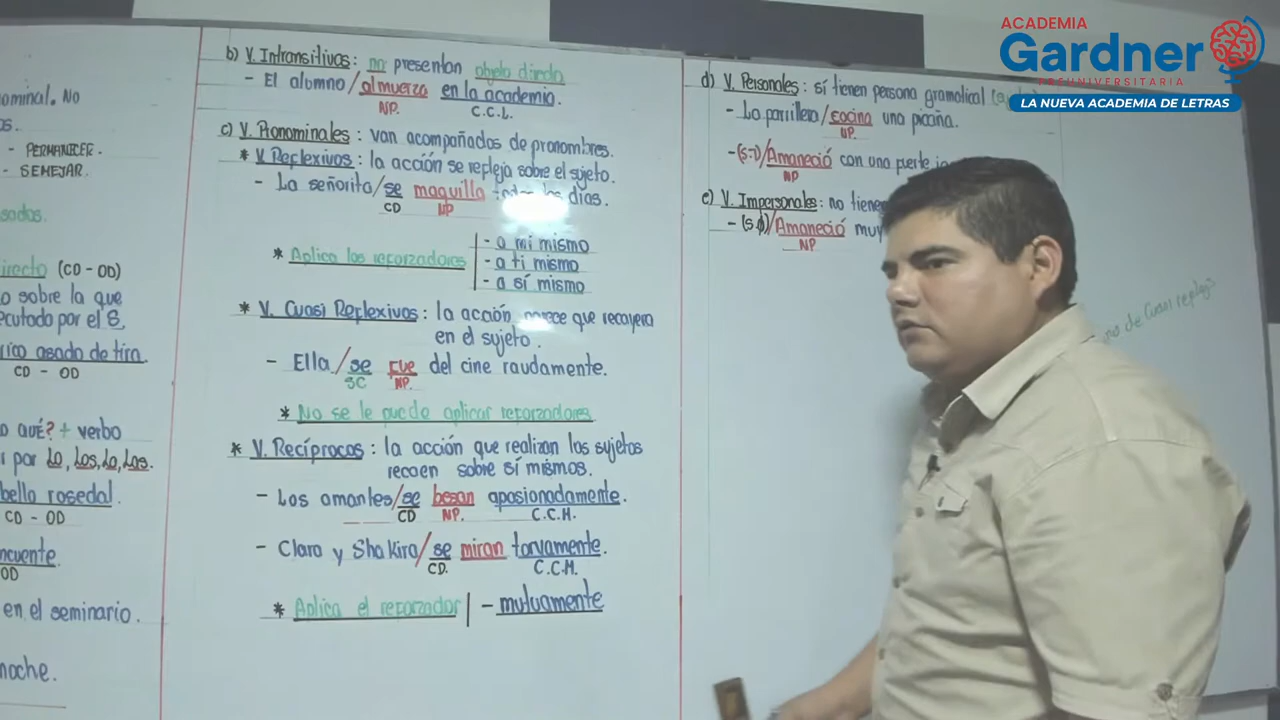 ACADEMIA
Gardner
PREUNIVERSITARIA
LA NUEVA ACADEMIA DE LETRAS
ominal. No
os.
- PERMANECER.
- SEMEJAR.
sadas.
irecto (CD - OD)
o sobre la que
ecutado por el S.
rico asado de tira.
CD - OD
o QUÉ? + verbo
r por Lo, Los, La, Las.
bello rosedal.
CD - OD
ncuente.
OD
en el seminario.
noche.
b) V. Intransitivos: no presentan objeto directo
- El alumno/almuerza en la academia.
NP. C.C.L.
c) V. Pronominales: van acompañados de pronombres.
* V. Reflexivos: la acción se refleja sobre el sujeto.
- La señorita/se maquilla todos los días.
CD NP
* Aplica los reforzadores
- a mi mismo
- a ti mismo
- a sí mismo
* V. Cuasi Reflexivos: la acción parece que recayera
en el sujeto.
- Ella/se fue del cine raudamente.
SC NP.
* No se le puede aplicar reforzadores
* V. Recíprocos: la acción que realizan los sujetos
recaen sobre sí mismos.
- Los amantes/se besan apasionadamente.
CD NP. C.C.M.
- Clara y Shakira/se miran torvamente.
CD. C.C.M.
* Aplica el reforzador | - mutuamente
d) V. Personales: sí tienen persona gramatical
- La parrillera/cocina una picaña.
NP.
- (S:T)/Amaneció con una fuerte
NP
e) V. Impersonales: no tienen
- (S:ϕ)/Amaneció muy
NP
de Cuasi reflejo